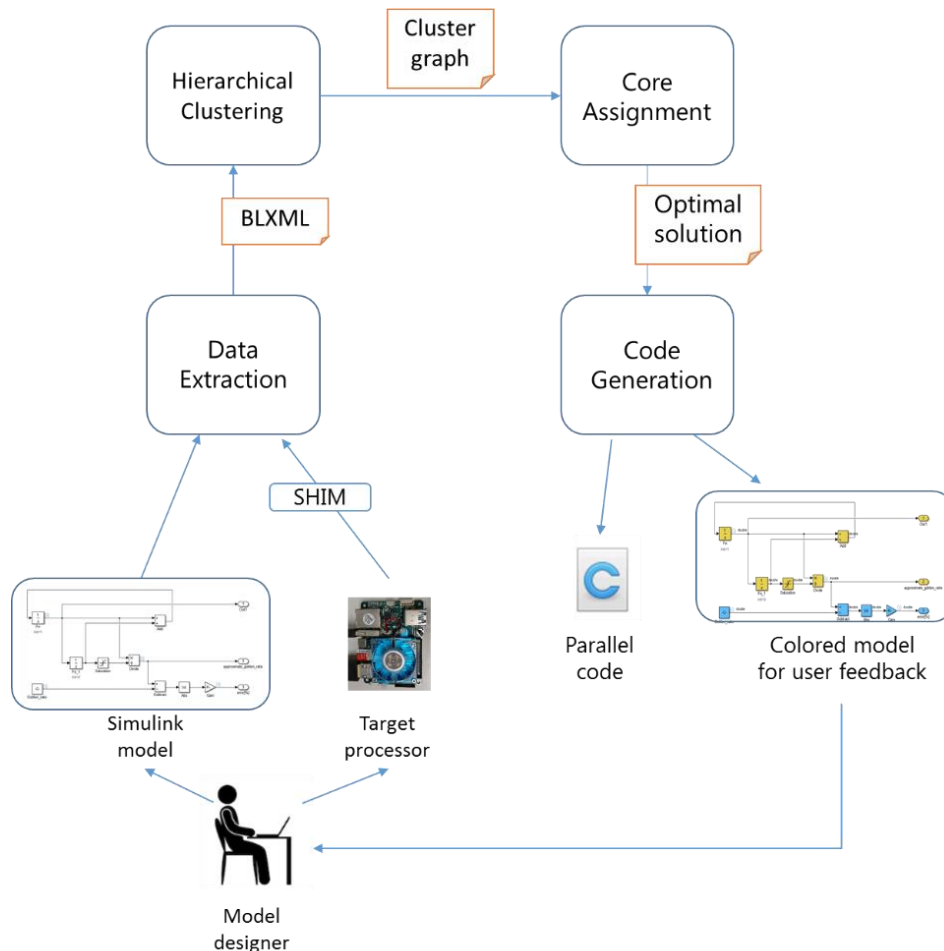 Cluster
graph
Hierarchical
Clustering
Core
Assignment
BLXML
Optimal
solution
Data
Extraction
Code
Generation
SHIM
C
Parallel
code
Colored model
for user feedback
Simulink
model
Target
processor
Model
designer